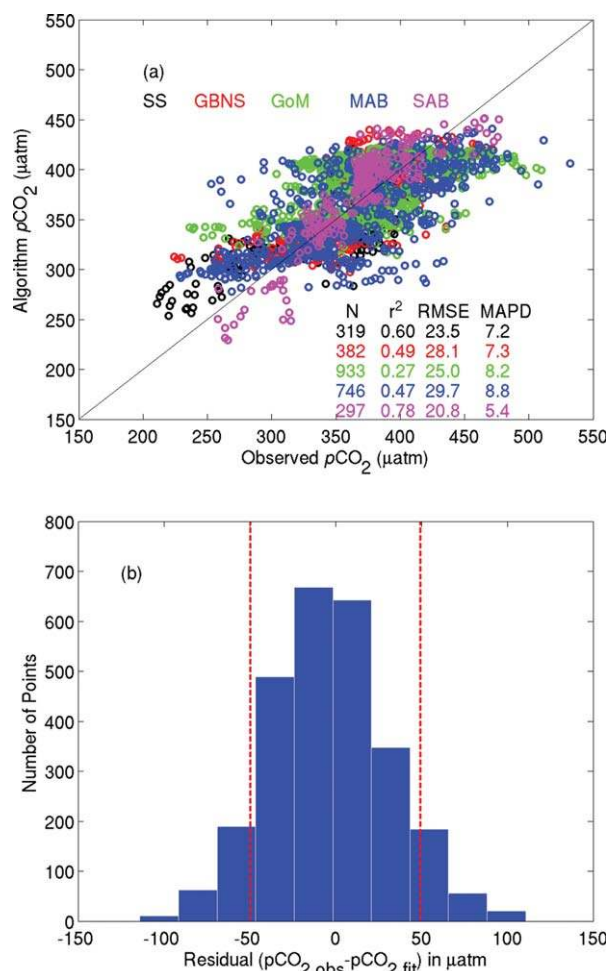 550
500
450
400
350
300
250
200
150
Algorithm pCO2 (µatm)
(a)
SS GBNS GoM MAB SAB
N r2 RMSE MAPD
319 0.60 23.5 7.2
382 0.49 28.1 7.3
933 0.27 25.0 8.2
746 0.47 29.7 8.8
297 0.78 20.8 5.4
150 200 250 300 350 400 450 500 550
Observed pCO2 (µatm)
800
700
600
500
400
300
200
100
0
Number of Points
(b)
-150 -100 -50 0 50 100 150
Residual (pCO2,obs-pCO2,fit) in µatm